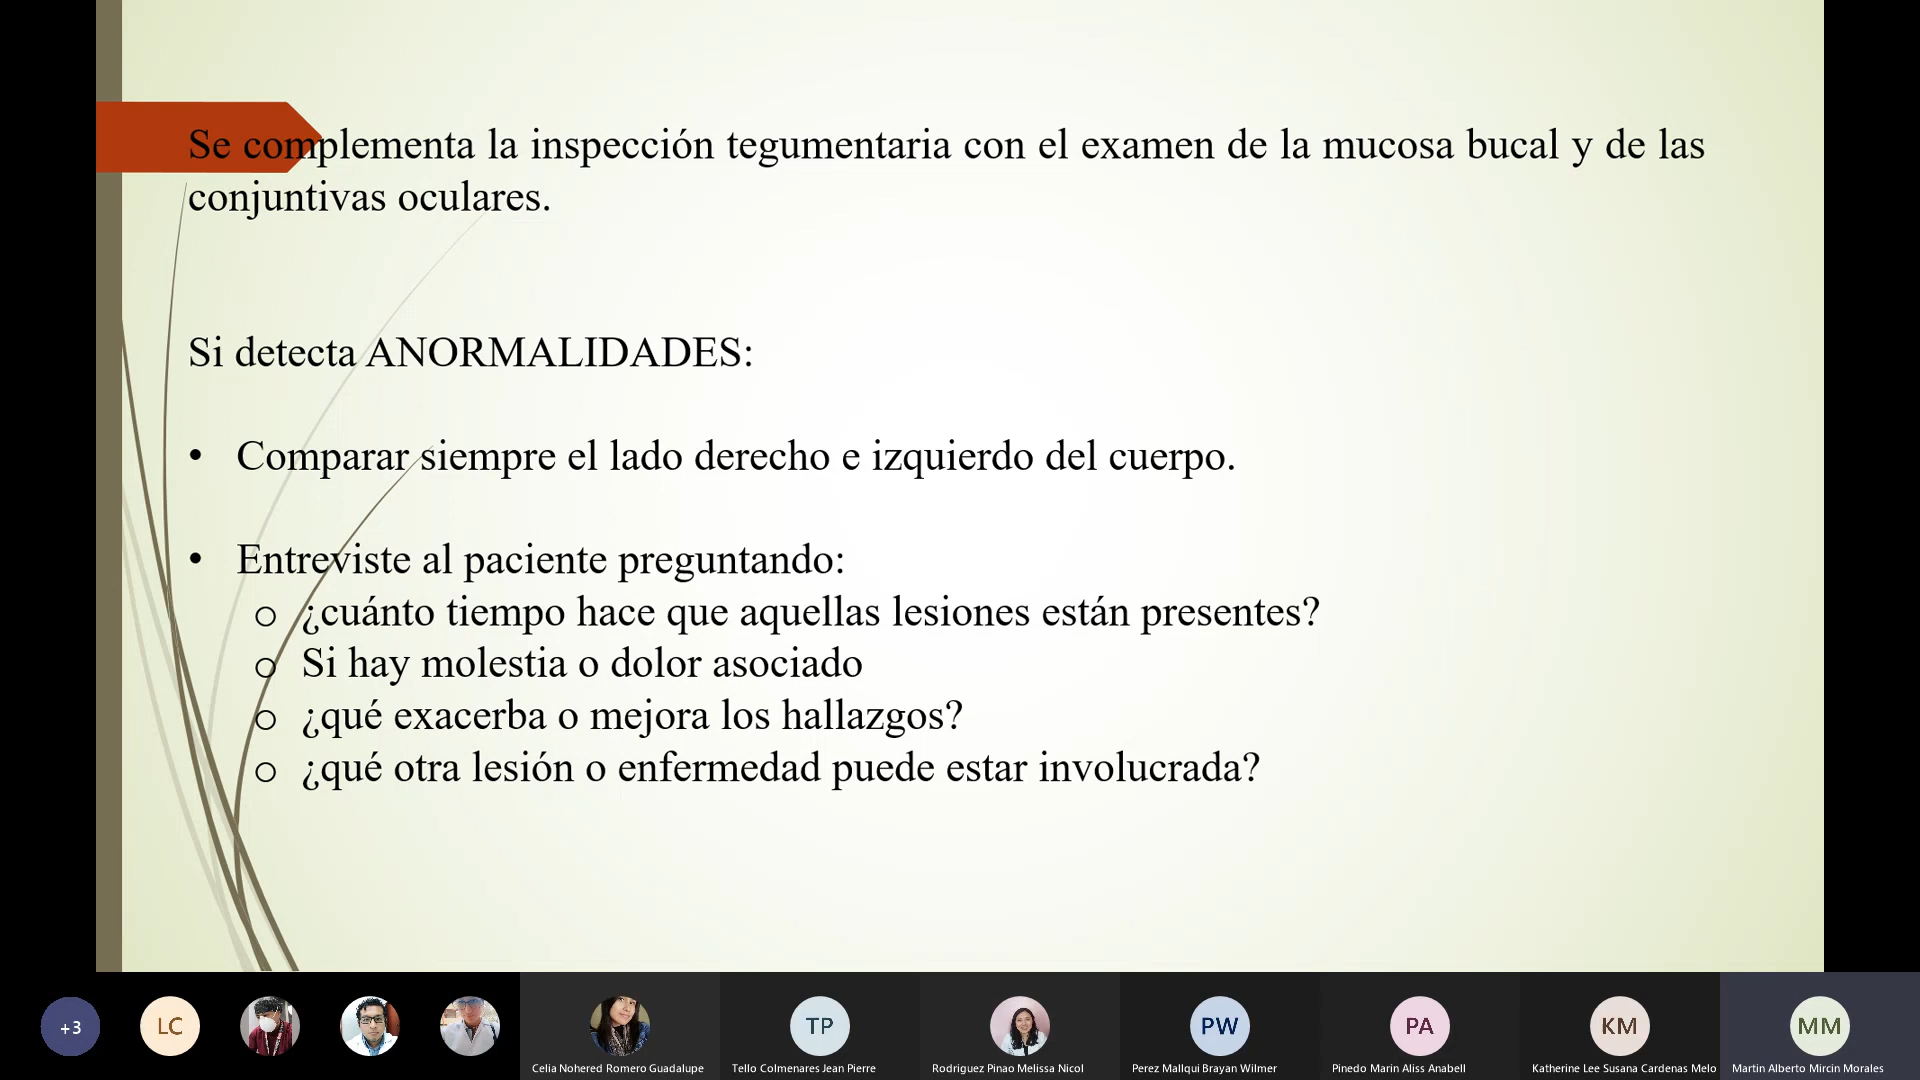 Se complementa la inspección tegumentaria con el examen de la mucosa bucal y de las
conjuntivas oculares.
Si detecta ANORMALIDADES:
• Comparar siempre el lado derecho e izquierdo del cuerpo.
• Entreviste al paciente preguntando:
o ¿cuánto tiempo hace que aquellas lesiones están presentes?
o Si hay molestia o dolor asociado
o ¿qué exacerba o mejora los hallazgos?
o ¿qué otra lesión o enfermedad puede estar involucrada?
+3
LC
TP
PW
PA
KM
MM
Celia Nohered Romero Guadalupe
Tello Colmenares Jean Pierre
Rodriguez Pinao Melissa Nicol
Perez Mallqui Brayan Wilmer
Pinedo Marin Aliss Anabell
Katherine Lee Susana Cardenas Melo
Martin Alberto Mircin Morales